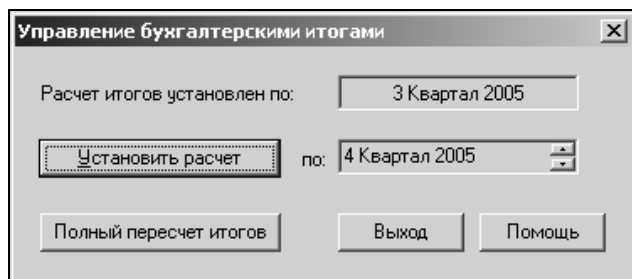 Управление бухгалтерскими итогами
Расчет итогов установлен по: 3 Квартал 2005
Установить расчет по: 4 Квартал 2005
Полный пересчет итогов Выход Помощь